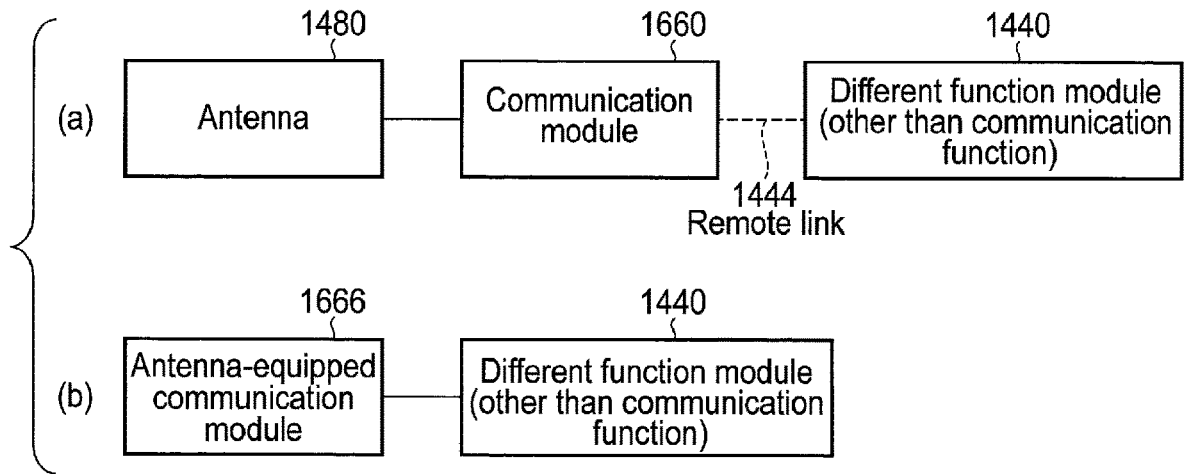 1480
1660
1440
(a)
Antenna
Communication
module
Different function module
(other than communication
function)
1444
Remote link
1666
1440
(b)
Antenna-equipped
communication
module
Different function module
(other than communication
function)